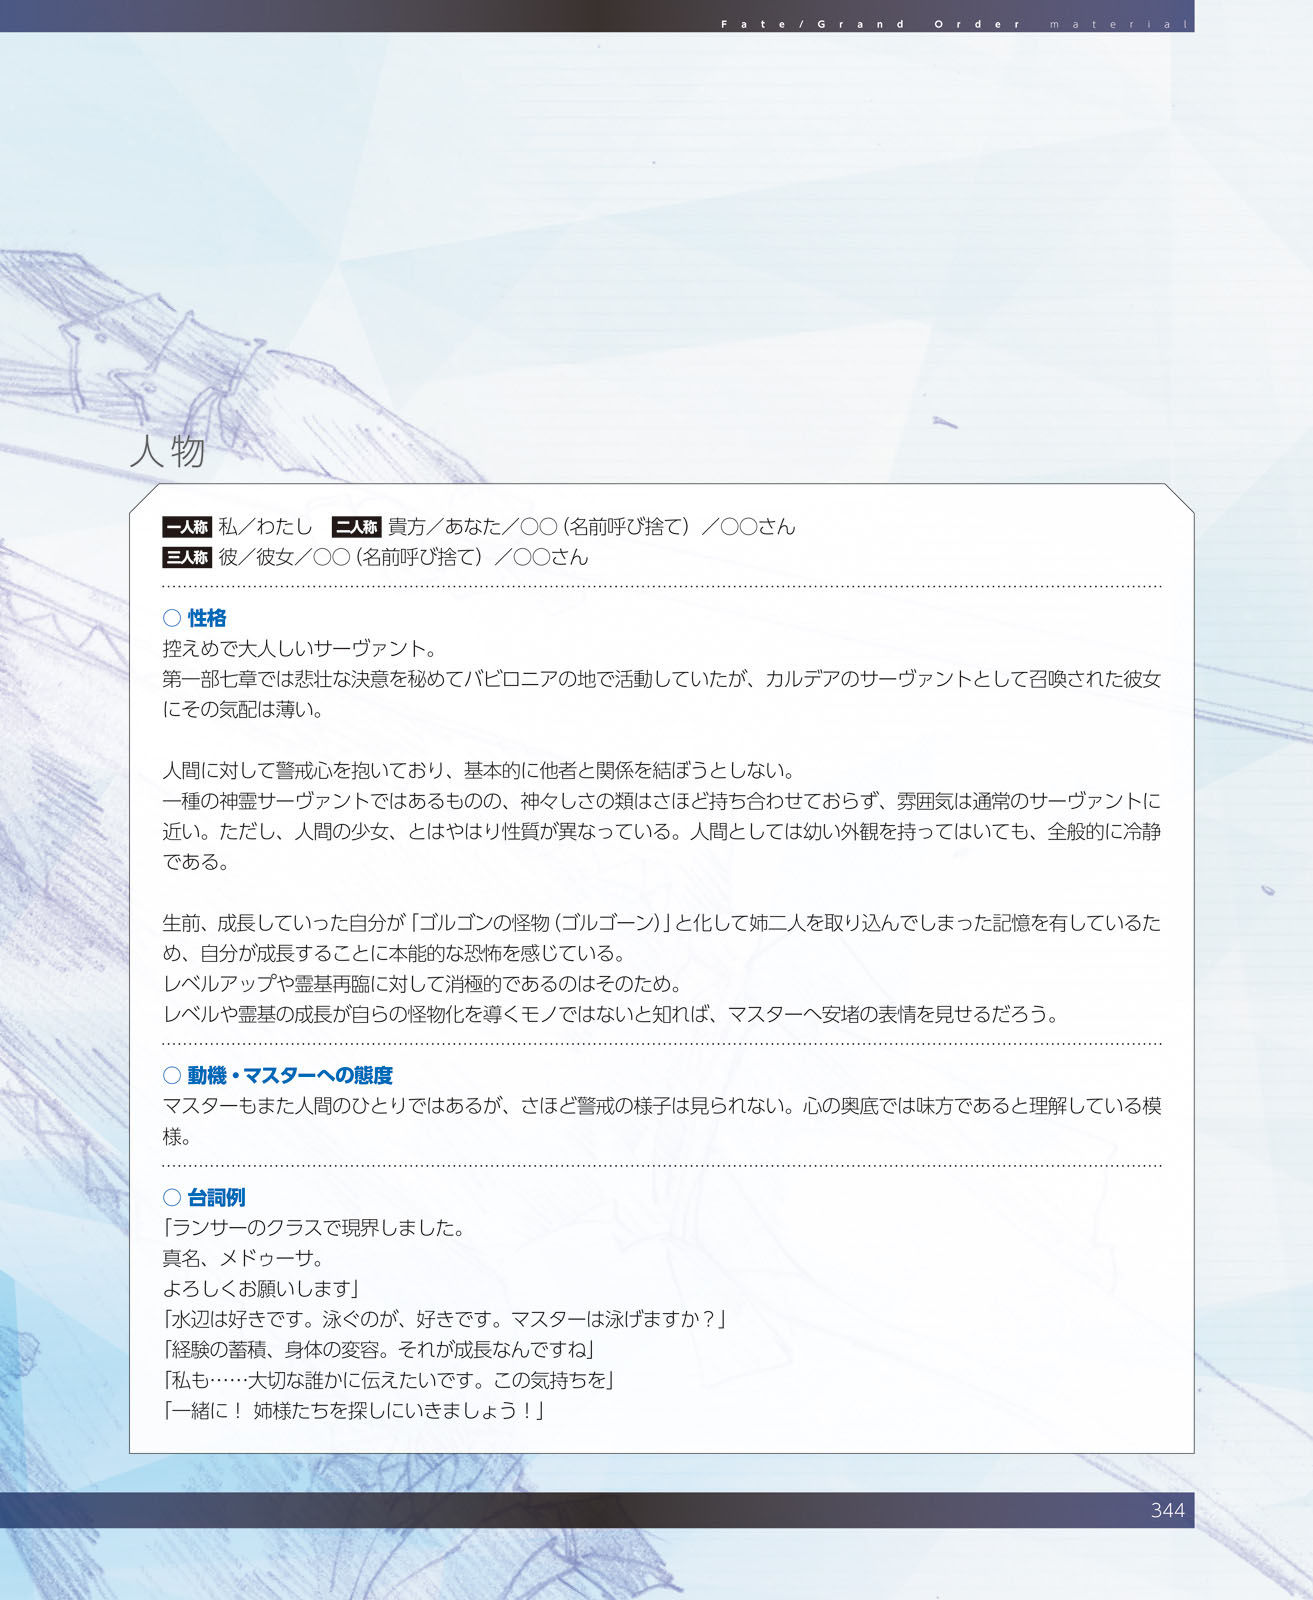 Fate/Grand Order material
人物
一人称 私／わたし 二人称 貴方／あなた／○○（名前呼び捨て）／○○さん
三人称 彼／彼女／○○（名前呼び捨て）／○○さん
○ 性格
控えめで大人しいサーヴァント。
第一部七章では悲壮な決意を秘めてバビロニアの地で活動していたが、カルデアのサーヴァントとして召喚された彼女
にその気配は薄い。
人間に対して警戒心を抱いており、基本的に他者と関係を結ぼうとしない。
一種の神霊サーヴァントではあるものの、神々しさの類はさほど持ち合わせておらず、雰囲気は通常のサーヴァントに
近い。ただし、人間の少女、とはやはり性質が異なっている。人間としては幼い外観を持ってはいても、全般的に冷静
である。
生前、成長していった自分が「ゴルゴンの怪物（ゴルゴーン）」と化して姉二人を取り込んでしまった記憶を有しているた
め、自分が成長することに本能的な恐怖を感じている。
レベルアップや霊基再臨に対して消極的であるのはそのため。
レベルや霊基の成長が自らの怪物化を導くモノではないと知れば、マスターへ安堵の表情を見せるだろう。
○ 動機・マスターへの態度
マスターもまた人間のひとりではあるが、さほど警戒の様子は見られない。心の奥底では味方であると理解している模
様。
○ 台詞例
「ランサーのクラスで現界しました。
真名、メドゥーサ。
よろしくお願いします」
「水辺は好きです。泳ぐのが、好きです。マスターは泳げますか？」
「経験の蓄積、身体の変容。それが成長なんですね」
「私も……大切な誰かに伝えたいです。この気持ちを」
「一緒に！ 姉様たちを探しにいきましょう！」
344